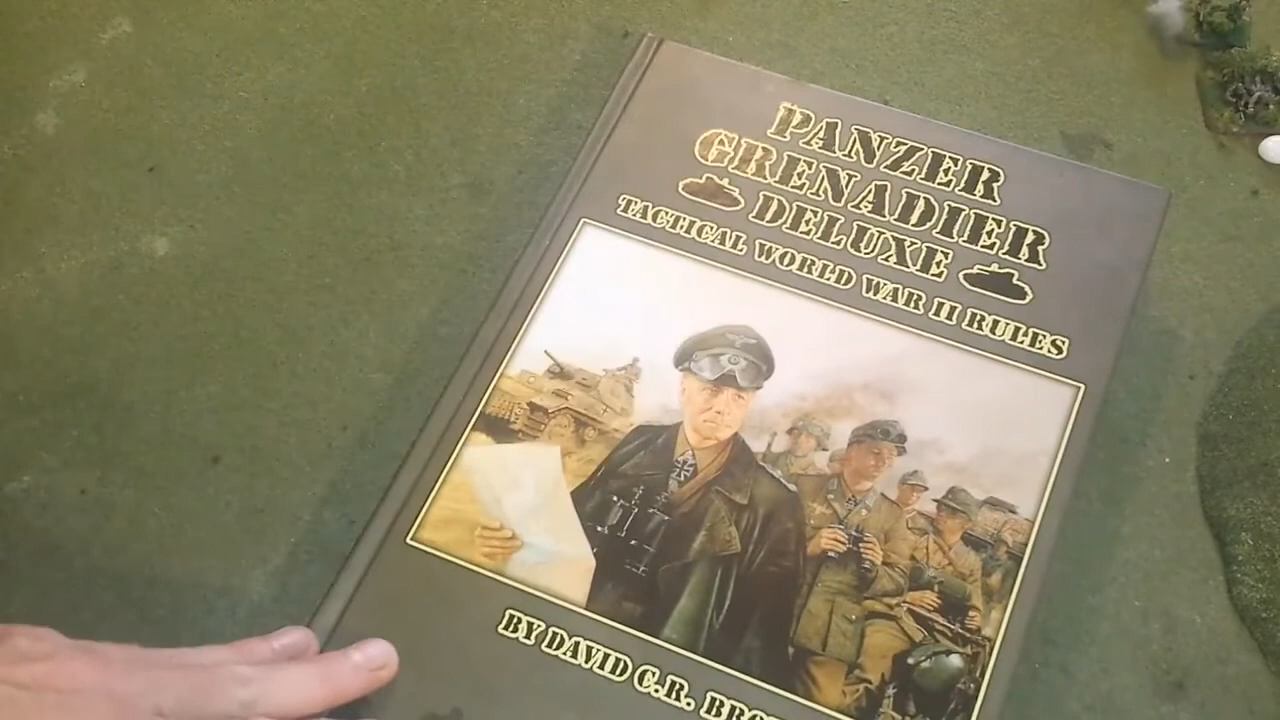 PANZER
GRENADIER
DELUXE
TACTICAL WORLD WAR II RULES
BY DAVID C.R.